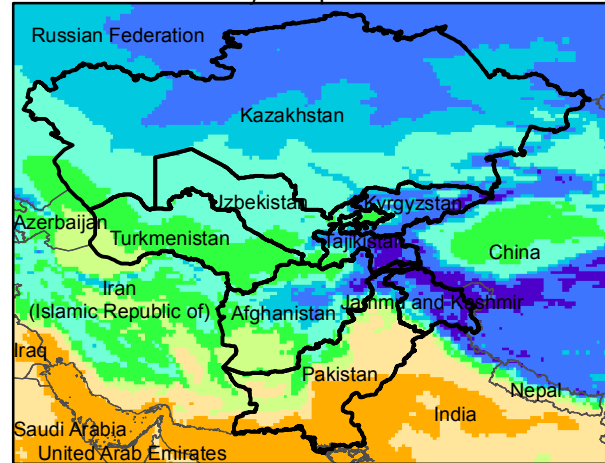 Russian Federation
Kazakhstan
Uzbekistan
Kyrgyzstan
Azerbaijan
Turkmenistan
Tajikistan
China
Iran
(Islamic Republic of)
Afghanistan
Jammu and Kashmir
Iraq
Pakistan
Nepal
India
Saudi Arabia
United Arab Emirates